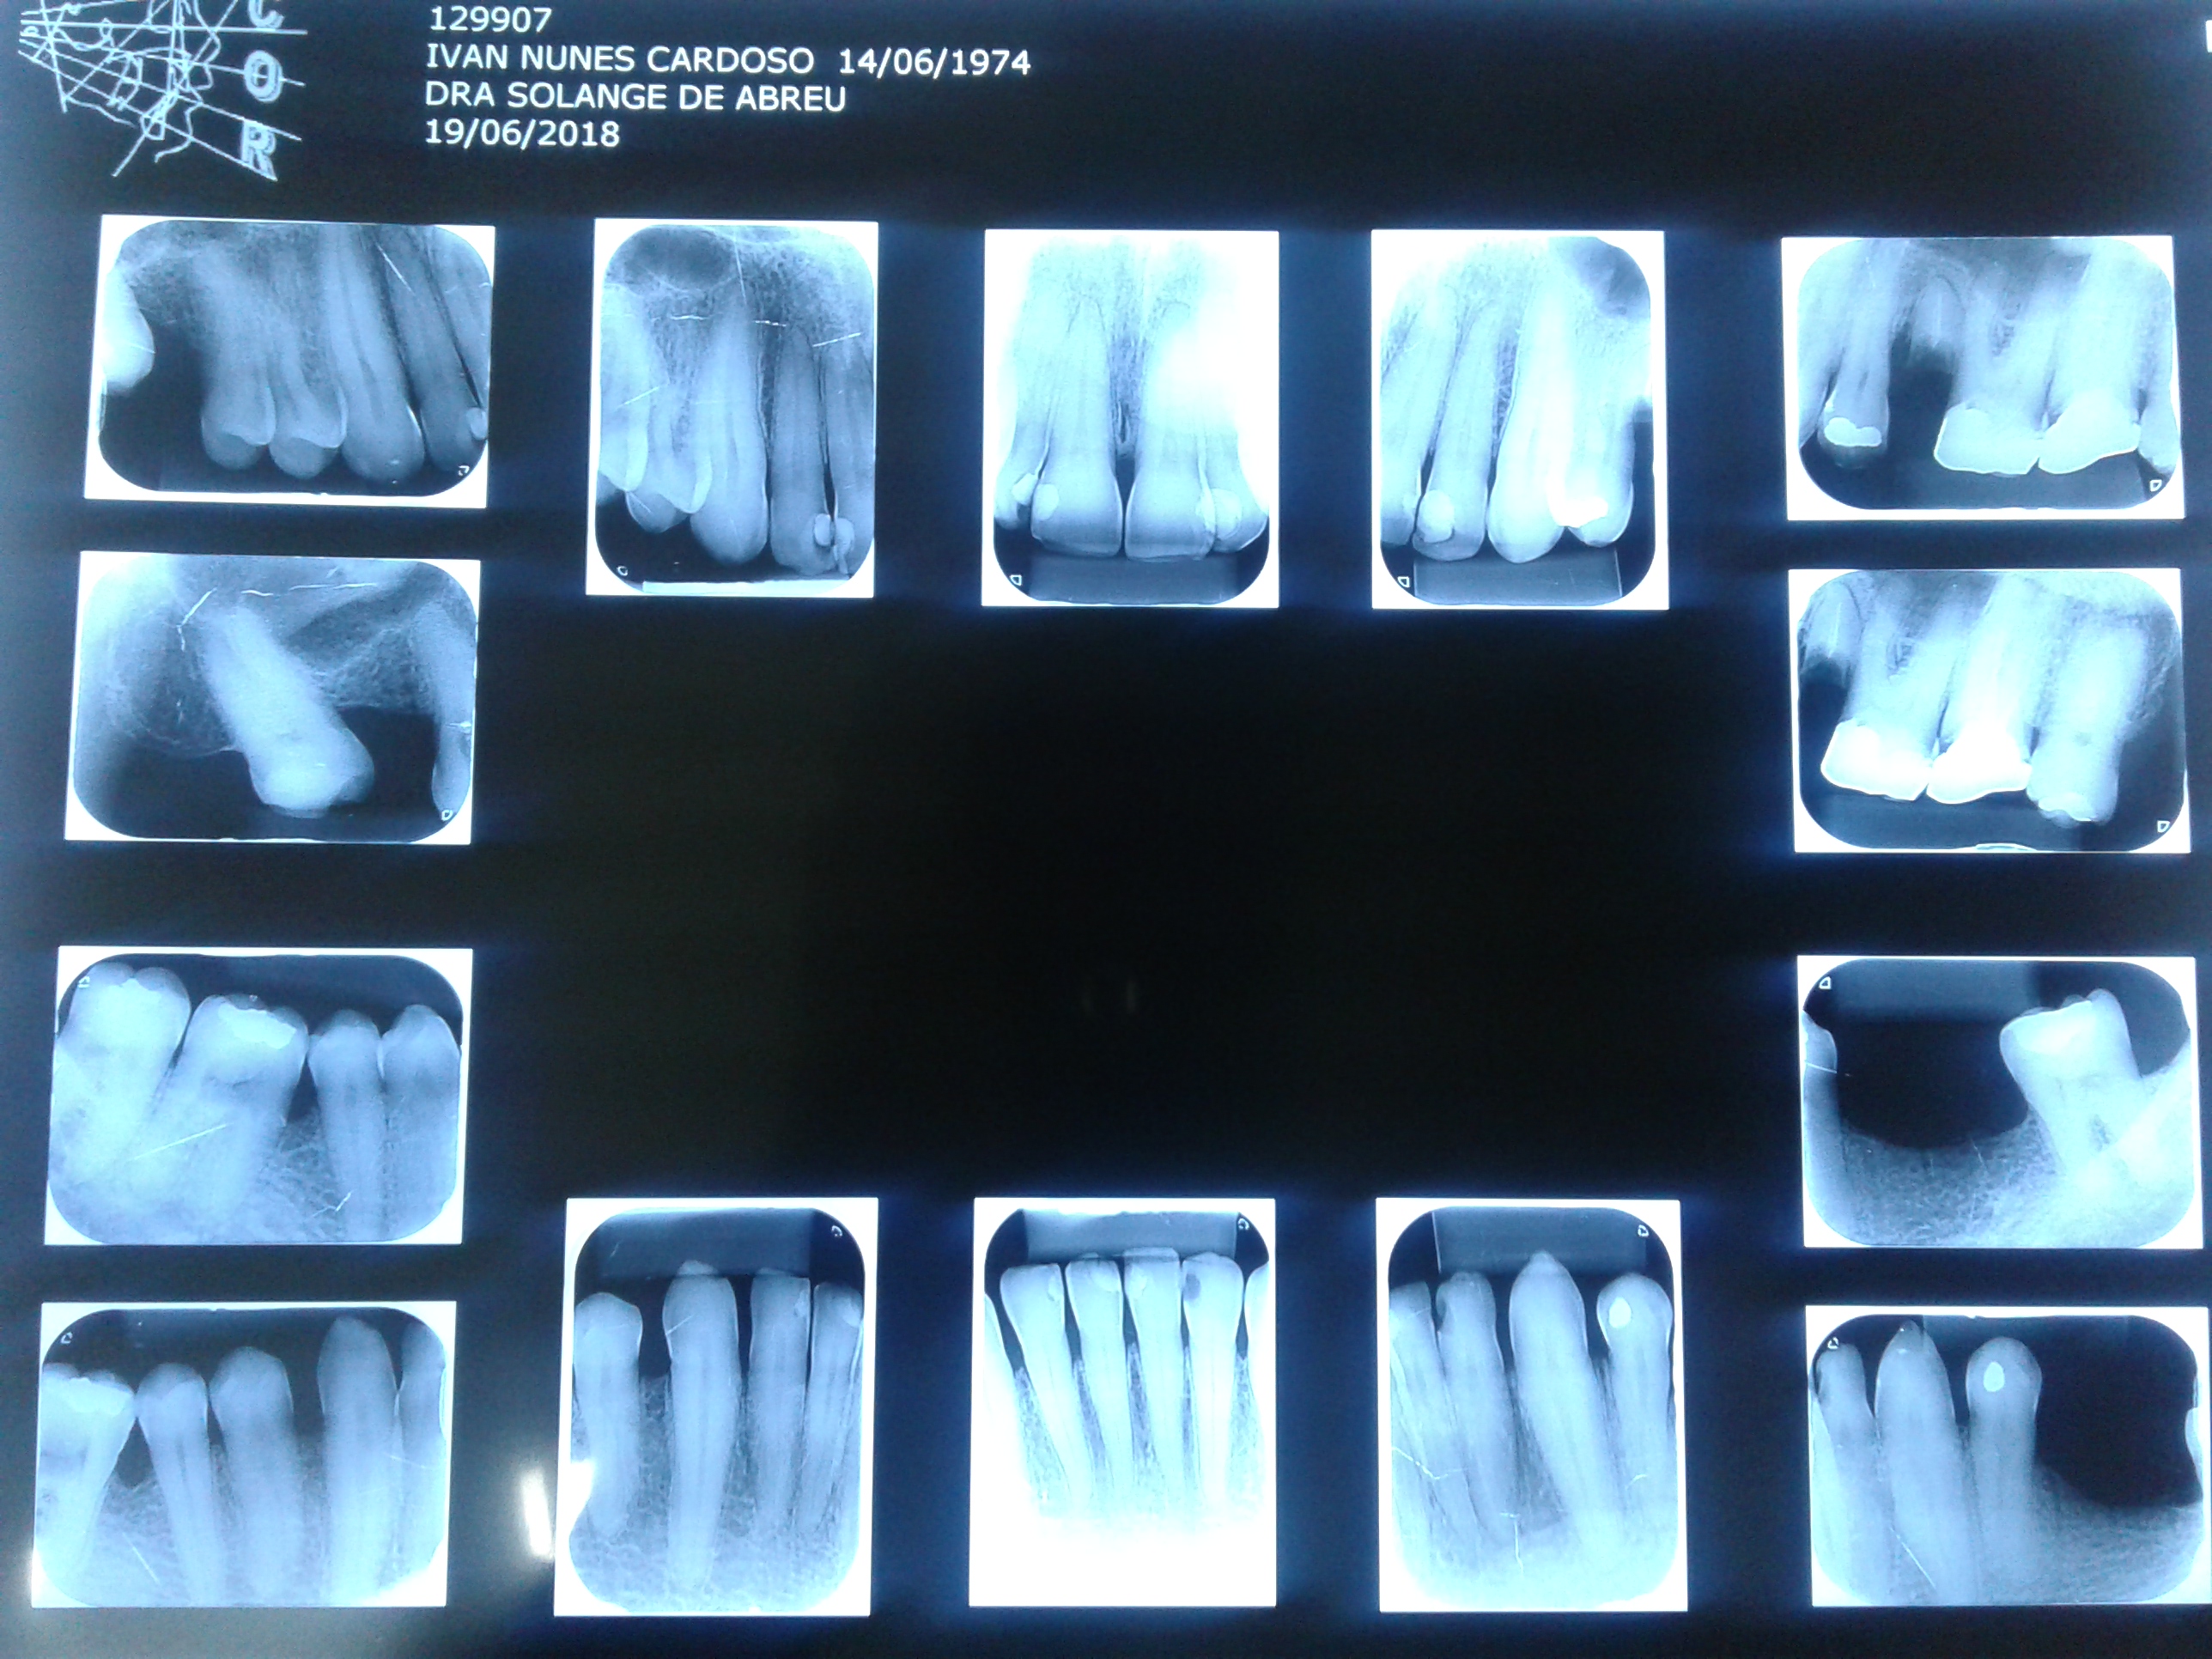 C
O
R
129907
IVAN NUNES CARDOSO 14/06/1974
DRA SOLANGE DE ABREU
19/06/2018